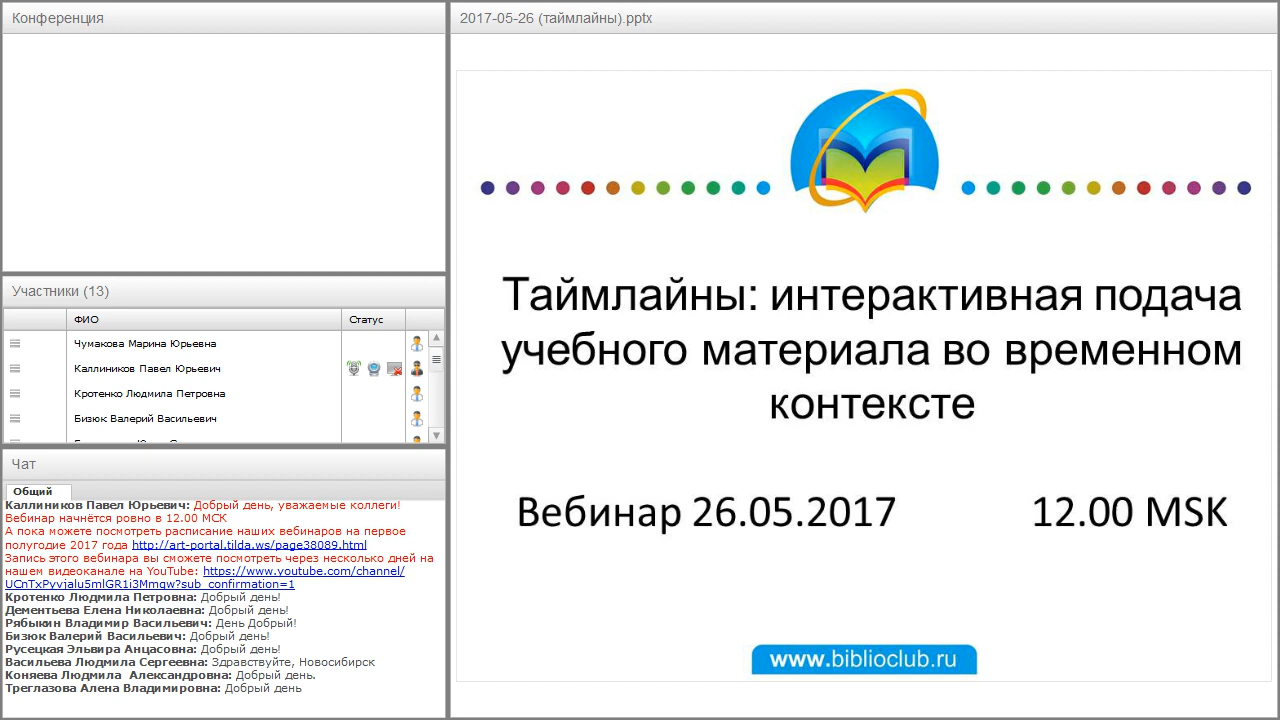 Конференция
Участники (13)
ФИО
Статус
Чумакова Марина Юрьевна
Каллиников Павел Юрьевич
Кротенко Людмила Петровна
Бизюк Валерий Васильевич
Чат
Общий
Каллиников Павел Юрьевич: Добрый день, уважаемые коллеги!
Вебинар начнётся ровно в 12.00 МСК
А пока можете посмотреть расписание наших вебинаров на первое
полугодие 2017 года http://art-portal.tilda.ws/page38089.html
Запись этого вебинара вы сможете посмотреть через несколько дней на
нашем видеоканале на YouTube: https://www.youtube.com/channel/
UCnTxPyvjalu5mlGR1i3Mmqw?sub_confirmation=1
Кротенко Людмила Петровна: Добрый день!
Дементьева Елена Николаевна: Добрый день!
Рябыкин Владимир Васильевич: День Добрый!
Бизюк Валерий Васильевич: Добрый день!
Русецкая Эльвира Анцасовна: Добрый день!
Васильева Людмила Сергеевна: Здравствуйте, Новосибирск
Коняева Людмила  Александровна: Добрый день.
Треглазова Алена Владимировна: Добрый день
2017-05-26 (таймлайны).pptx
Таймлайны: интерактивная подача
учебного материала во временном
контексте
Вебинар 26.05.2017 12.00 MSK
www.biblioclub.ru